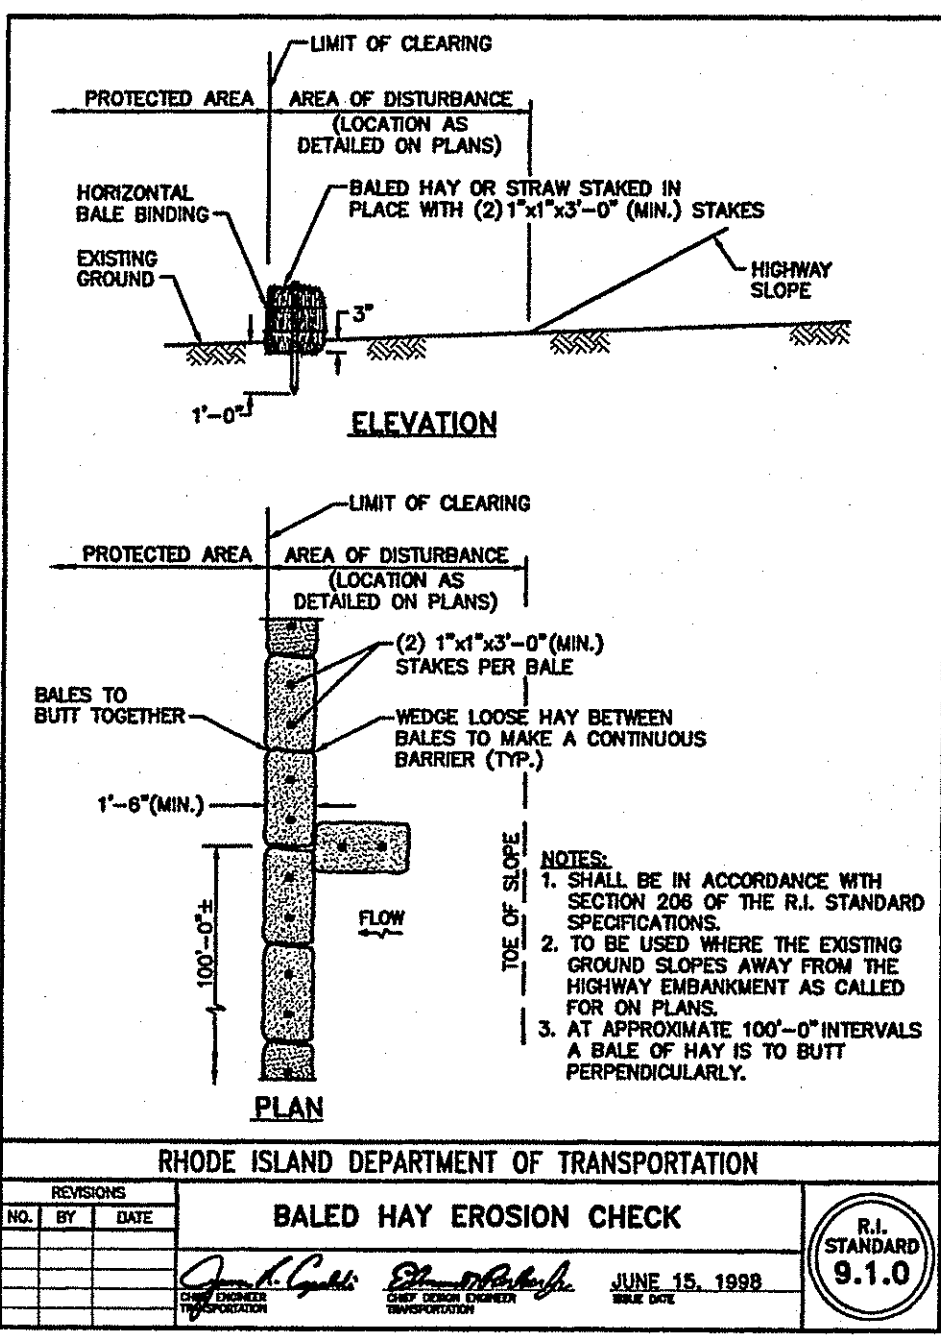 LIMIT OF CLEARING
PROTECTED AREA
AREA OF DISTURBANCE
(LOCATION AS
DETAILED ON PLANS)
HORIZONTAL
BALE BINDING
BALED HAY OR STRAW STAKED IN
PLACE WITH (2) 1"x1"x3'-0" (MIN.) STAKES
EXISTING
GROUND
HIGHWAY
SLOPE
3"
1'-0"
ELEVATION
LIMIT OF CLEARING
PROTECTED AREA
AREA OF DISTURBANCE
(LOCATION AS
DETAILED ON PLANS)
(2) 1"x1"x3'-0"(MIN.)
STAKES PER BALE
BALES TO
BUTT TOGETHER
WEDGE LOOSE HAY BETWEEN
BALES TO MAKE A CONTINUOUS
BARRIER (TYP.)
1'-6"(MIN.)
100'-0"±
FLOW
TOE OF SLOPE
NOTES:
1. SHALL BE IN ACCORDANCE WITH
SECTION 206 OF THE R.I. STANDARD
SPECIFICATIONS.
2. TO BE USED WHERE THE EXISTING
GROUND SLOPES AWAY FROM THE
HIGHWAY EMBANKMENT AS CALLED
FOR ON PLANS.
3. AT APPROXIMATE 100'-0" INTERVALS
A BALE OF HAY IS TO BUTT
PERPENDICULARLY.
PLAN
RHODE ISLAND DEPARTMENT OF TRANSPORTATION
REVISIONS
NO. BY DATE
BALED HAY EROSION CHECK
CHIEF ENGINEER
TRANSPORTATION
CHIEF DESIGN ENGINEER
TRANSPORTATION
JUNE 15, 1998
ISSUE DATE
R.I.
STANDARD
9.1.0